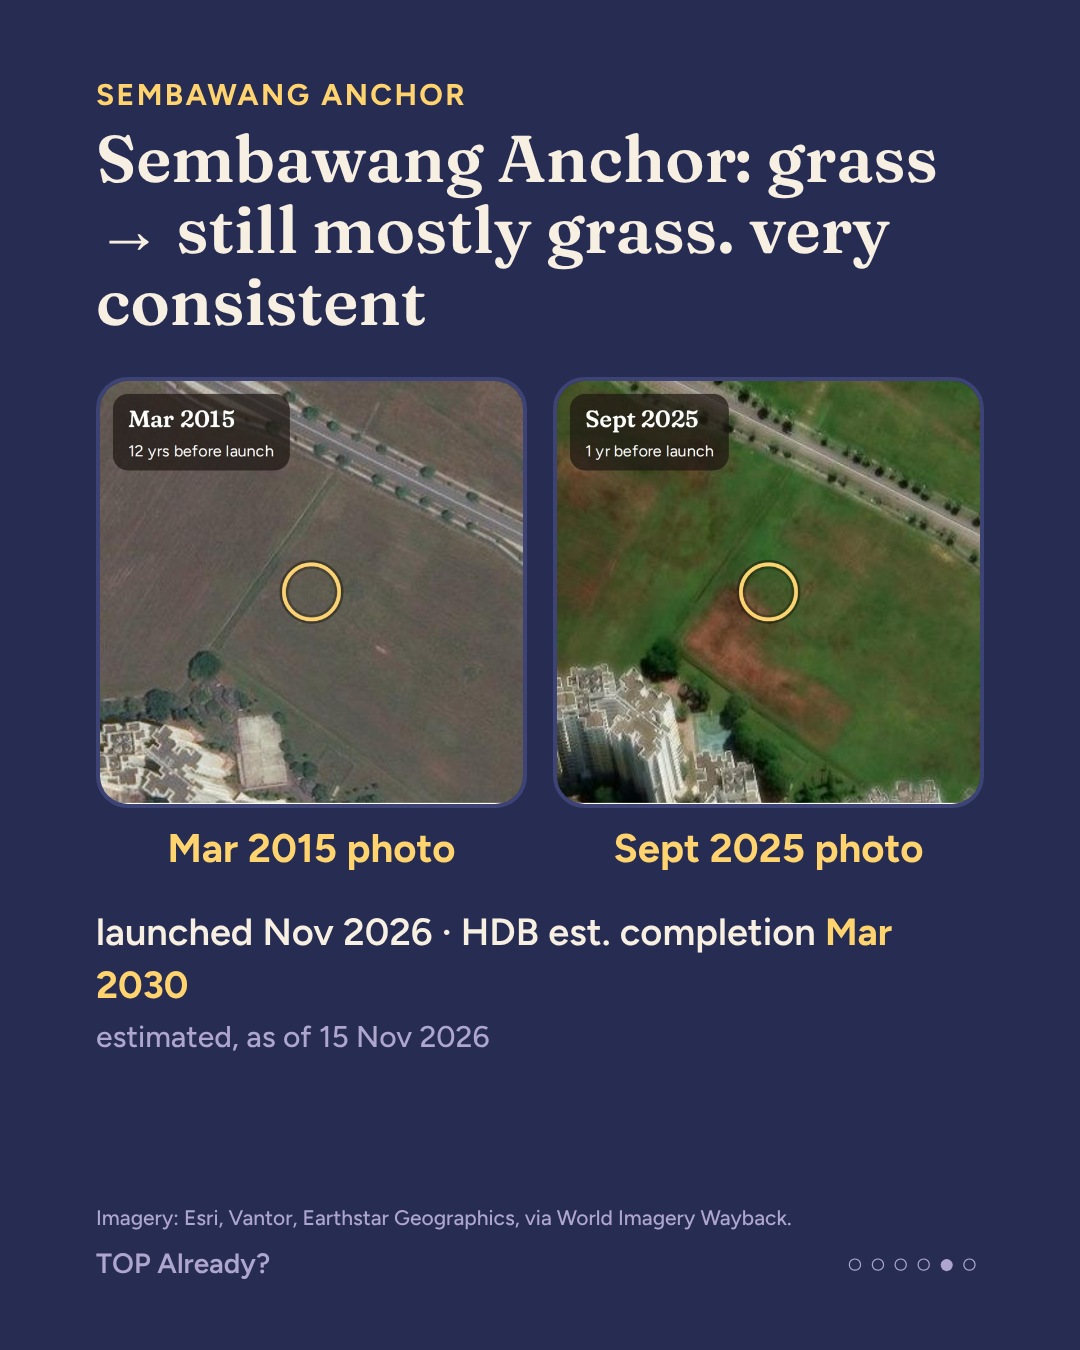 SEMBAWANG ANCHOR
Sembawang Anchor: grass
→ still mostly grass. very
consistent
Mar 2015
12 yrs before launch
Sept 2025
1 yr before launch
Mar 2015 photo
Sept 2025 photo
launched Nov 2026 · HDB est. completion Mar
2030
estimated, as of 15 Nov 2026
Imagery: Esri, Vantor, Earthstar Geographics, via World Imagery Wayback.
TOP Already?